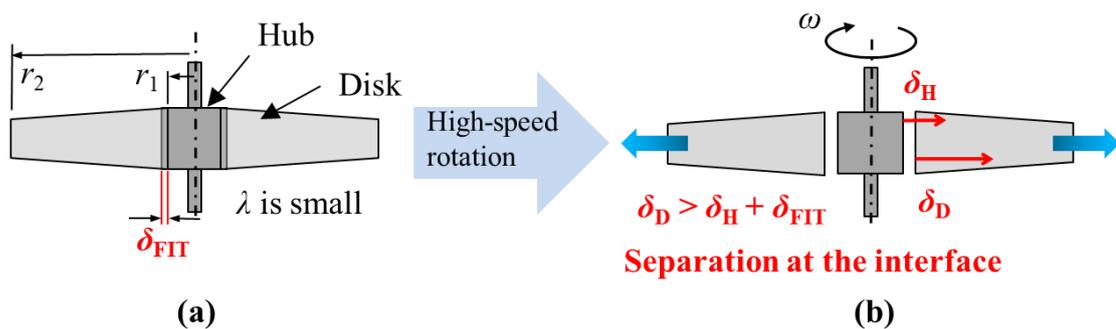 r₂
r₁
Hub
Disk
λ is small
δFIT
(a)
High-speed
rotation
ω
δH
δD
δD > δH + δFIT
Separation at the interface
(b)